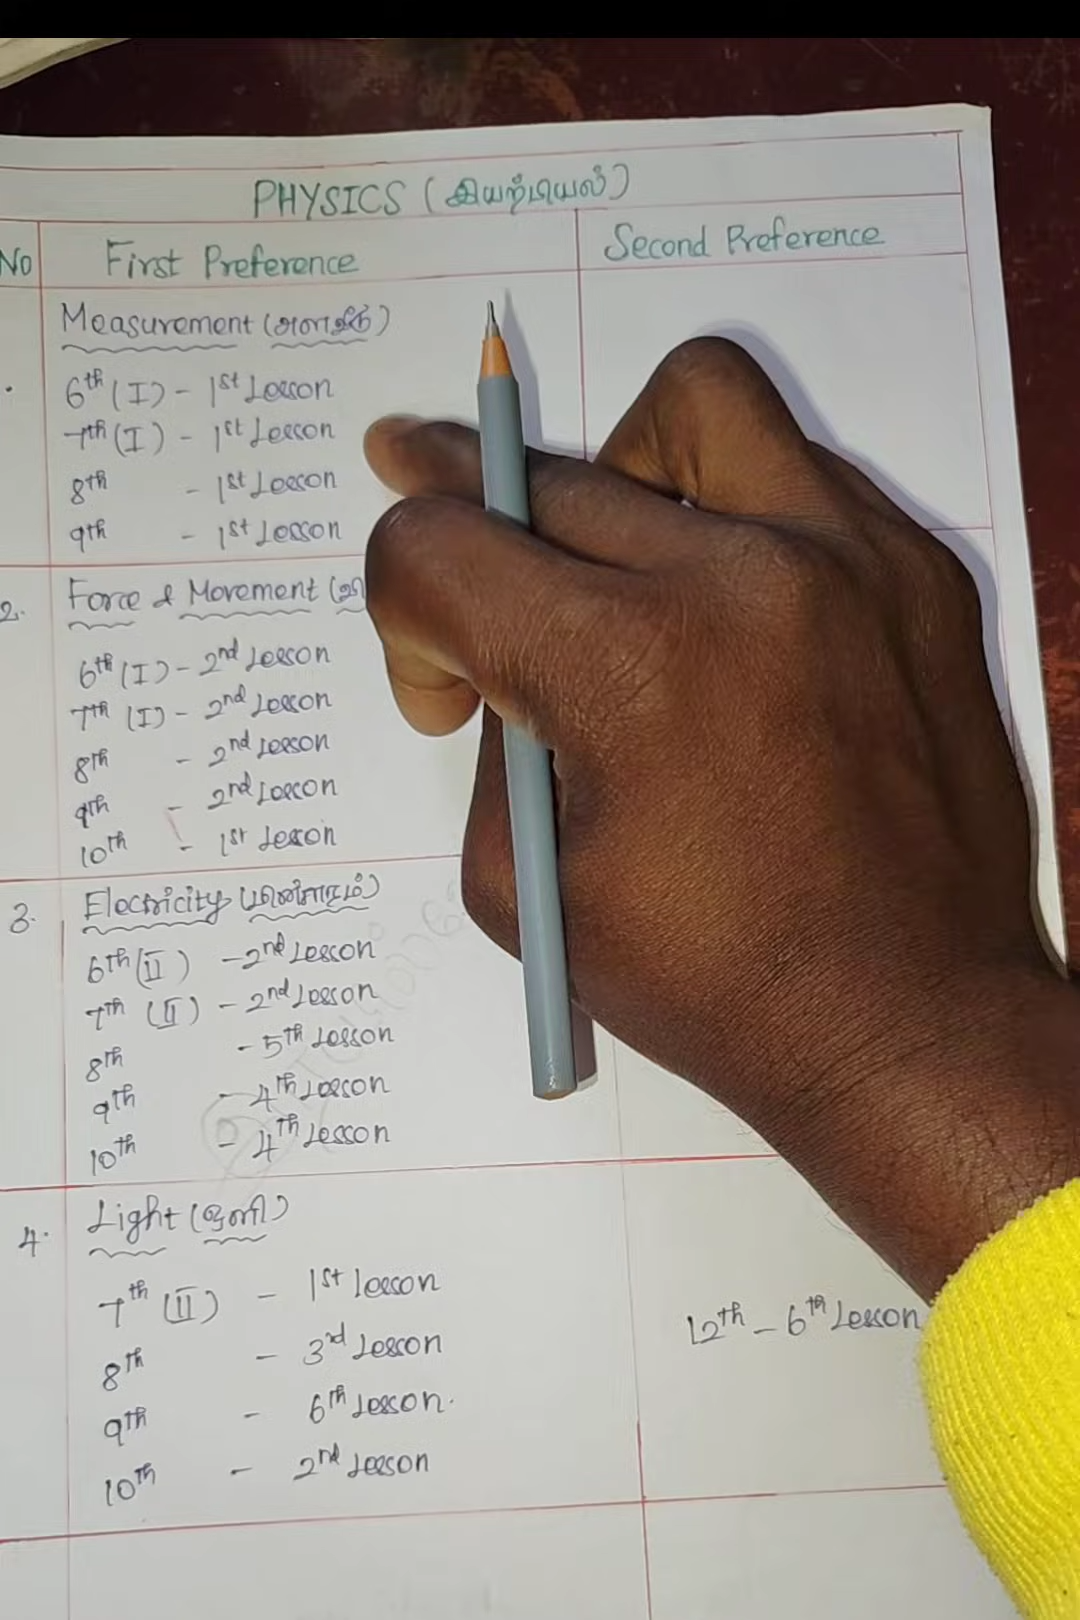 PHYSICS (இயற்பியல்)
No First Preference Second Preference
Measurement (அளவீடு)
6th (I) - 1st Lesson
7th (I) - 1st Lesson
8th - 1st Lesson
9th - 1st Lesson
2. Force & Movement
6th (I) - 2nd Lesson
7th (I) - 2nd Lesson
8th - 2nd Lesson
9th - 2nd Lesson
10th - 1st Lesson
3. Electricity (மின்சாரம்)
6th (II) - 2nd Lesson
7th (II) - 2nd Lesson
8th - 5th Lesson
9th - 4th Lesson
10th - 4th Lesson
4. Light (ஒளி)
7th (II) - 1st Lesson
8th - 3rd Lesson
12th - 6th Lesson
9th - 6th Lesson.
10th - 2nd Lesson